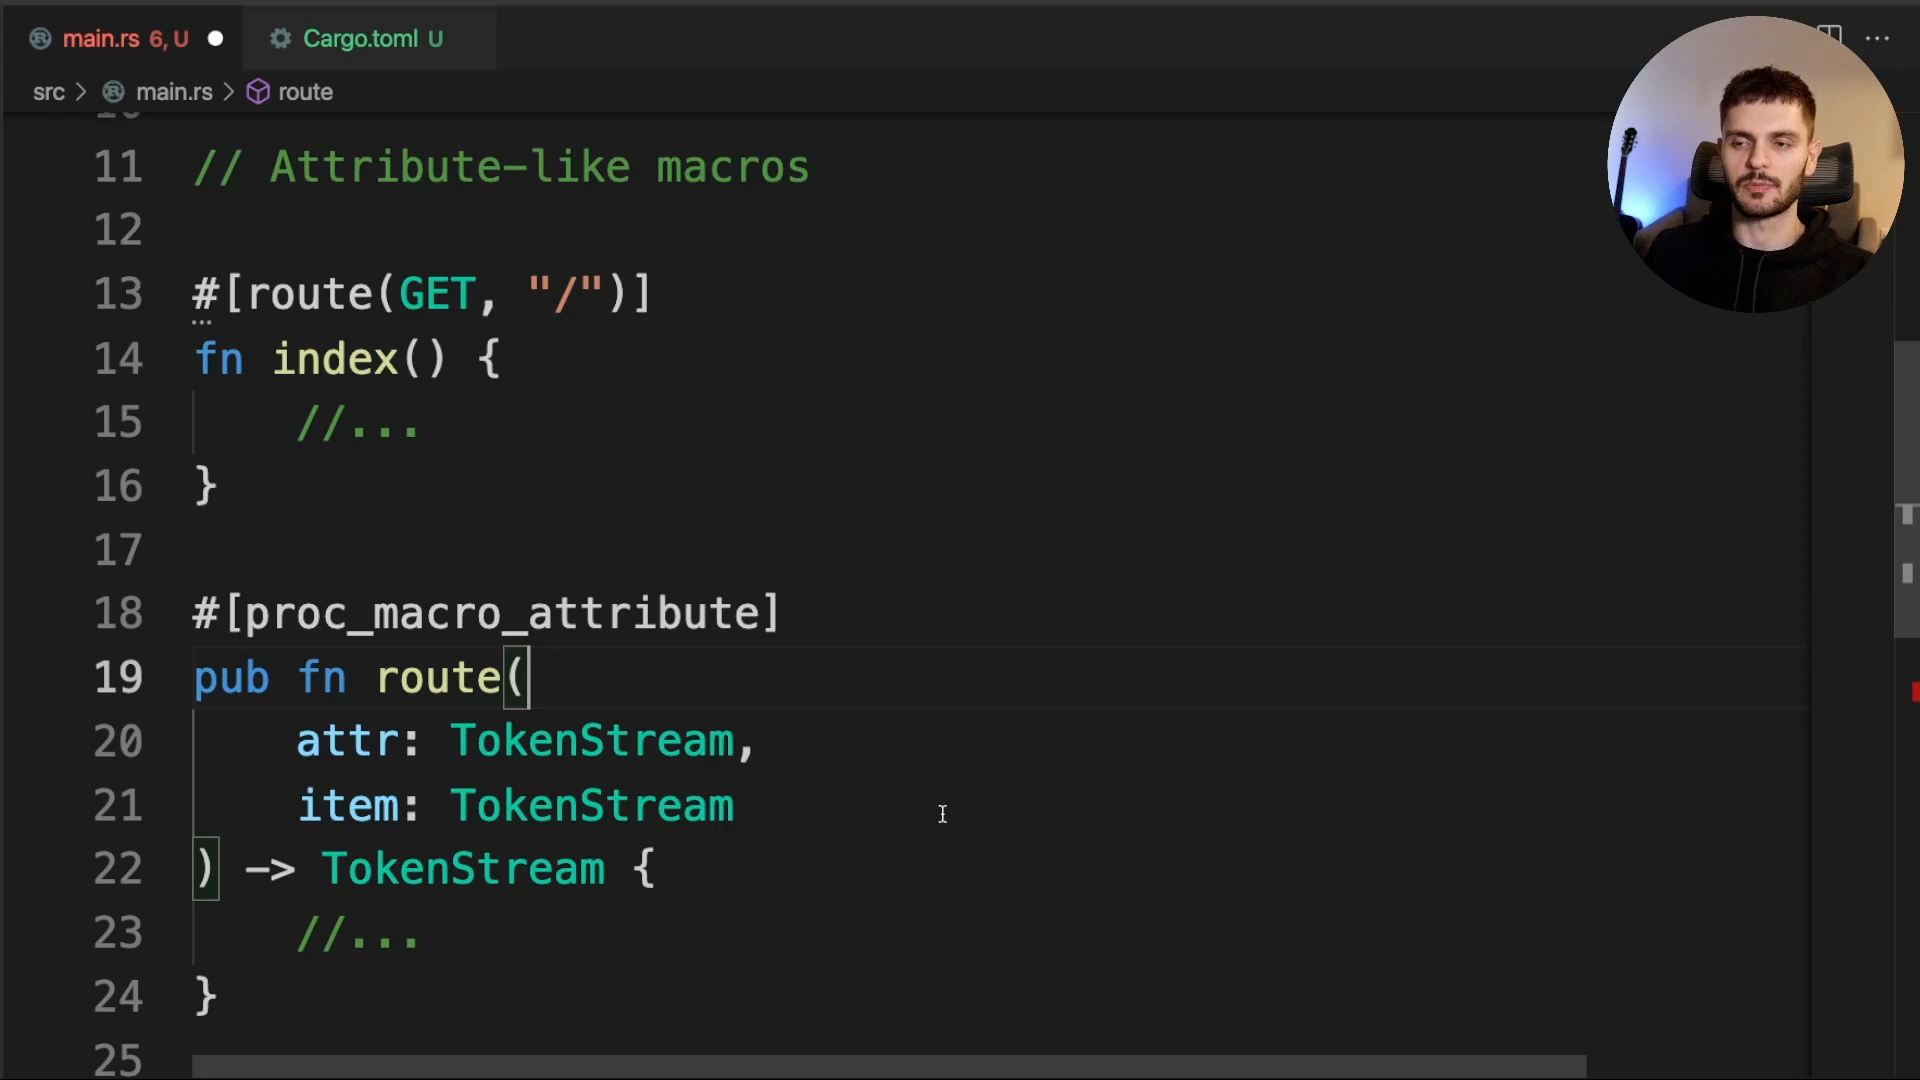 main.rs 6, U
Cargo.toml U
src > main.rs > route
11 // Attribute-like macros
12
13 #[route(GET, "/")]
14 fn index() {
15 //...
16 }
17
18 #[proc_macro_attribute]
19 pub fn route(
20 attr: TokenStream,
21 item: TokenStream
22 ) -> TokenStream {
23 //...
24 }
25